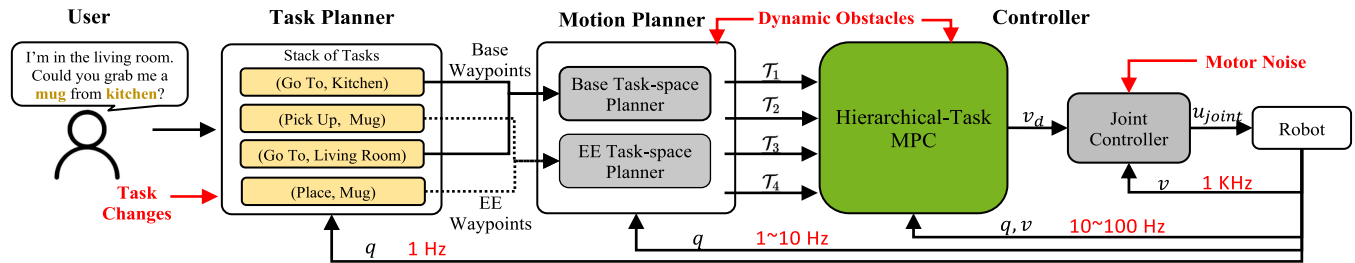 User
Task Planner
Motion Planner
Dynamic Obstacles
Controller
I'm in the living room.
Could you grab me a
mug from kitchen?
Task
Changes
Stack of Tasks
(Go To, Kitchen)
(Pick Up, Mug)
(Go To, Living Room)
(Place, Mug)
Base
Waypoints
EE
Waypoints
Base Task-space
Planner
EE Task-space
Planner
𝒯₁
𝒯₂
𝒯₃
𝒯₄
Hierarchical-Task
MPC
v_d
Motor Noise
Joint
Controller
u_joint
Robot
v 1 KHz
q, v 10~100 Hz
q 1~10 Hz
q 1 Hz